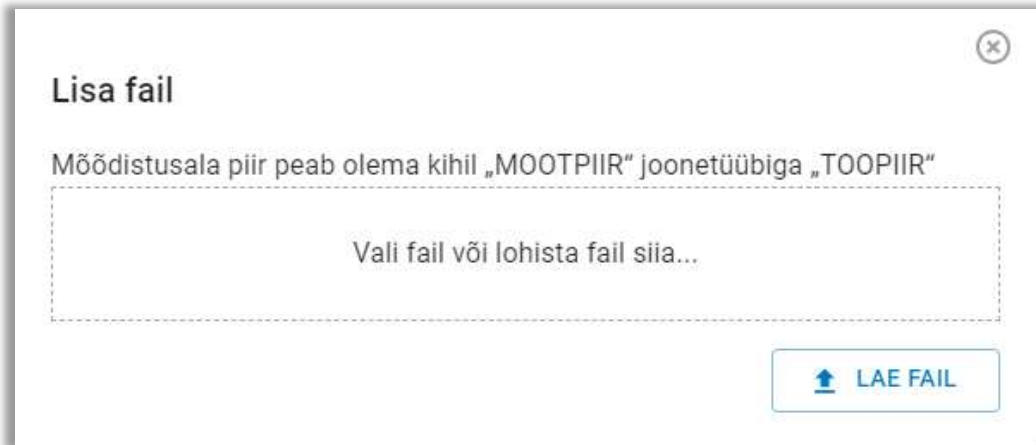 Lisa fail
Mõõdistusala piir peab olema kihil „MOOTPIIR“ joonetüübiga „TOOPIIR“
Vali fail või lohista fail siia...
LAE FAIL